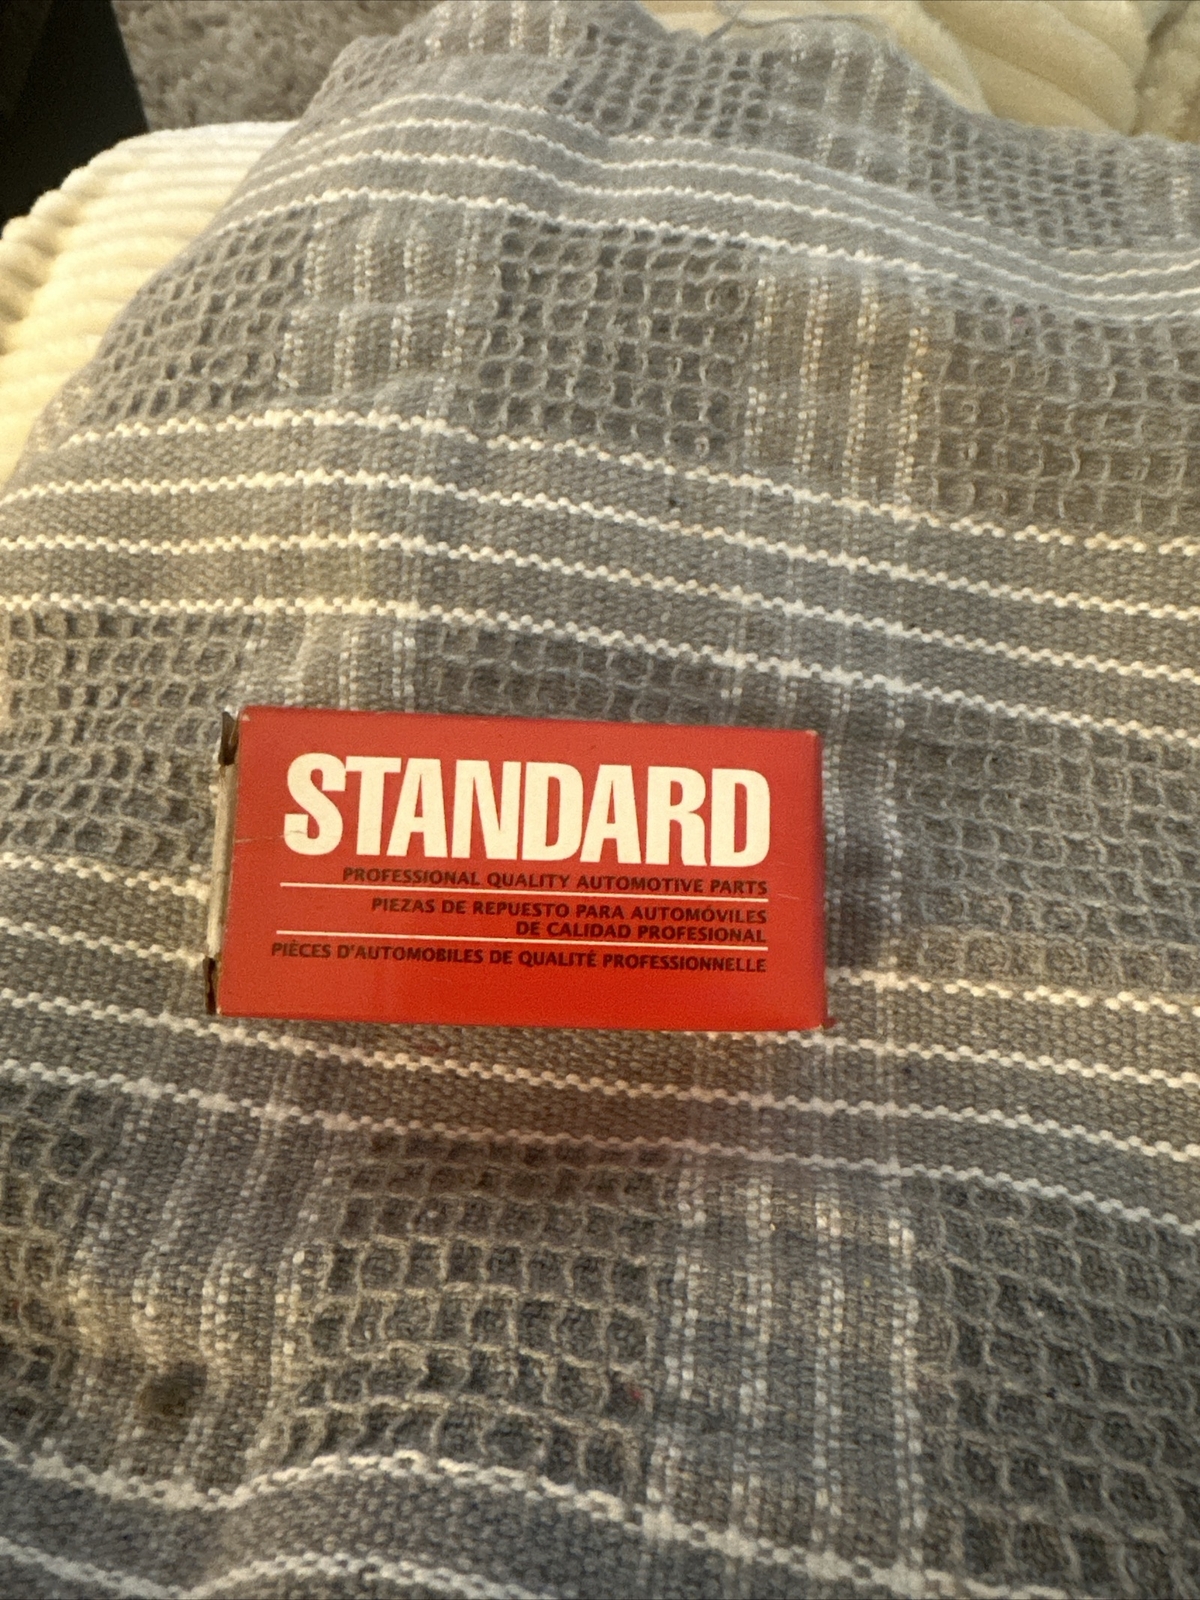 STANDARD
PROFESSIONAL QUALITY AUTOMOTIVE PARTS
PIEZAS DE REPUESTO PARA AUTOMÓVILES
DE CALIDAD PROFESIONAL
PIÈCES D'AUTOMOBILES DE QUALITÉ PROFESSIONNELLE